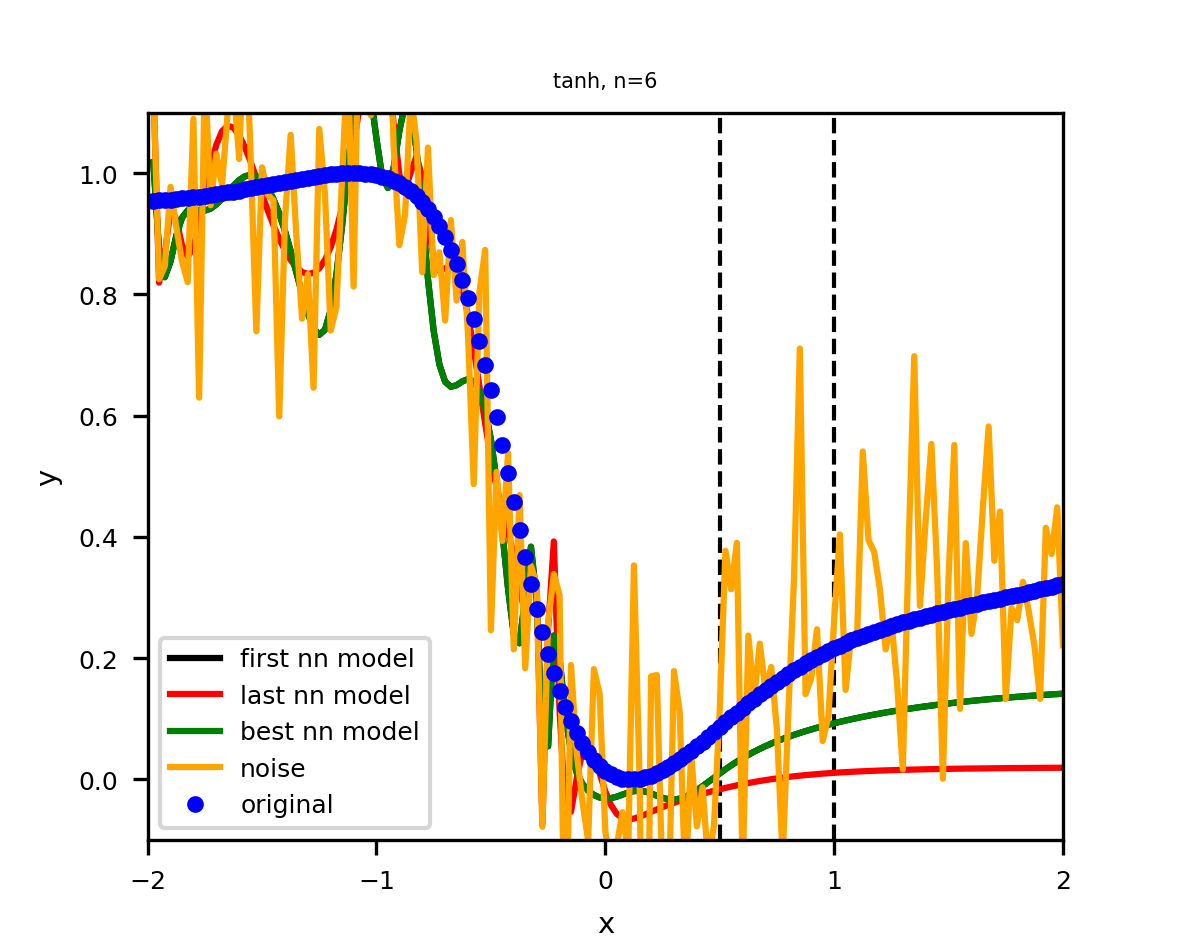 tanh, n=6
y
1.0
0.8
0.6
0.4
0.2
0.0
first nn model
last nn model
best nn model
noise
original
−2
−1
0
1
2
x